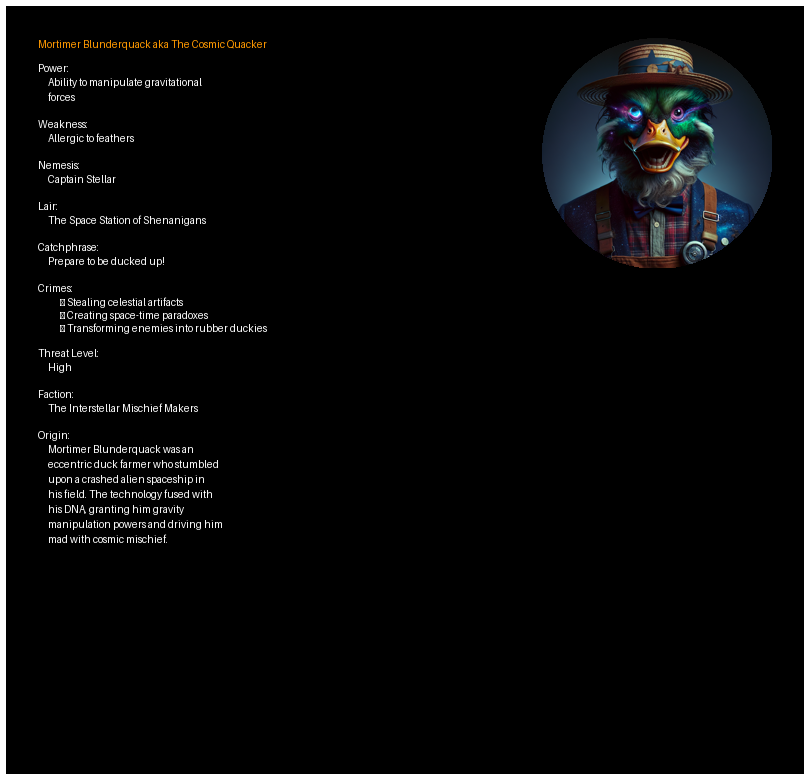 Mortimer Blunderquack aka The Cosmic Quacker
Power:
Ability to manipulate gravitational
forces
Weakness:
Allergic to feathers
Nemesis:
Captain Stellar
Lair:
The Space Station of Shenanigans
Catchphrase:
Prepare to be ducked up!
Crimes:
Stealing celestial artifacts
Creating space-time paradoxes
Transforming enemies into rubber duckies
Threat Level:
High
Faction:
The Interstellar Mischief Makers
Origin:
Mortimer Blunderquack was an
eccentric duck farmer who stumbled
upon a crashed alien spaceship in
his field. The technology fused with
his DNA, granting him gravity
manipulation powers and driving him
mad with cosmic mischief.